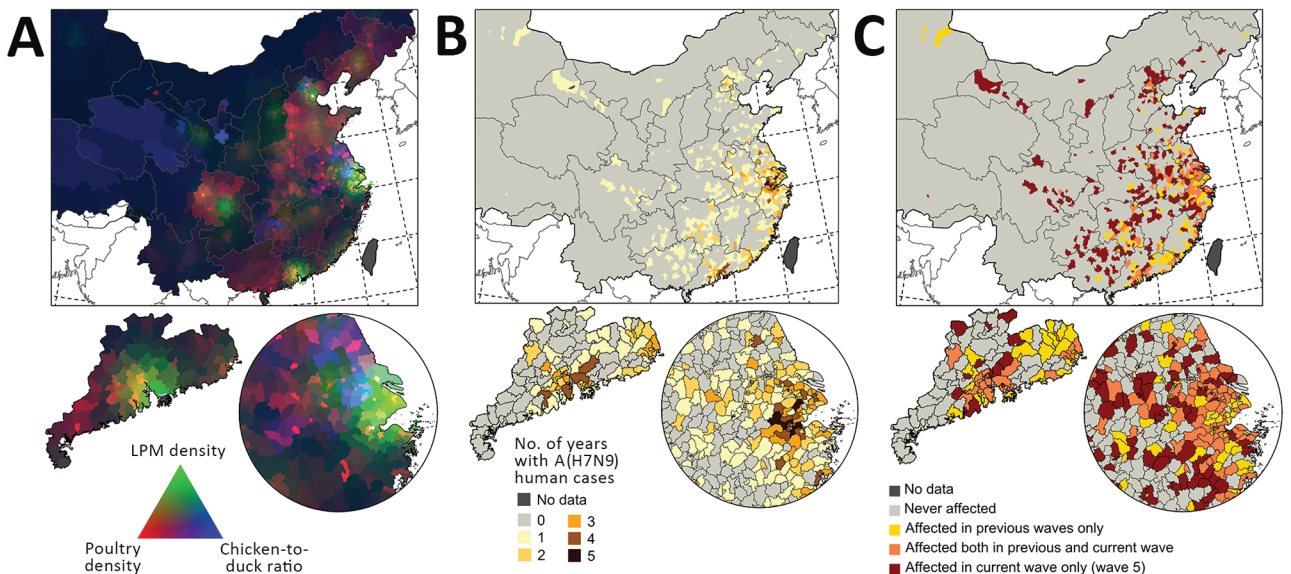 A
B
C
LPM density
Poultry
density
Chicken-to-
duck ratio
No. of years
with A(H7N9)
human cases
No data
0
1
2
3
4
5
No data
Never affected
Affected in previous waves only
Affected both in previous and current wave
Affected in current wave only (wave 5)